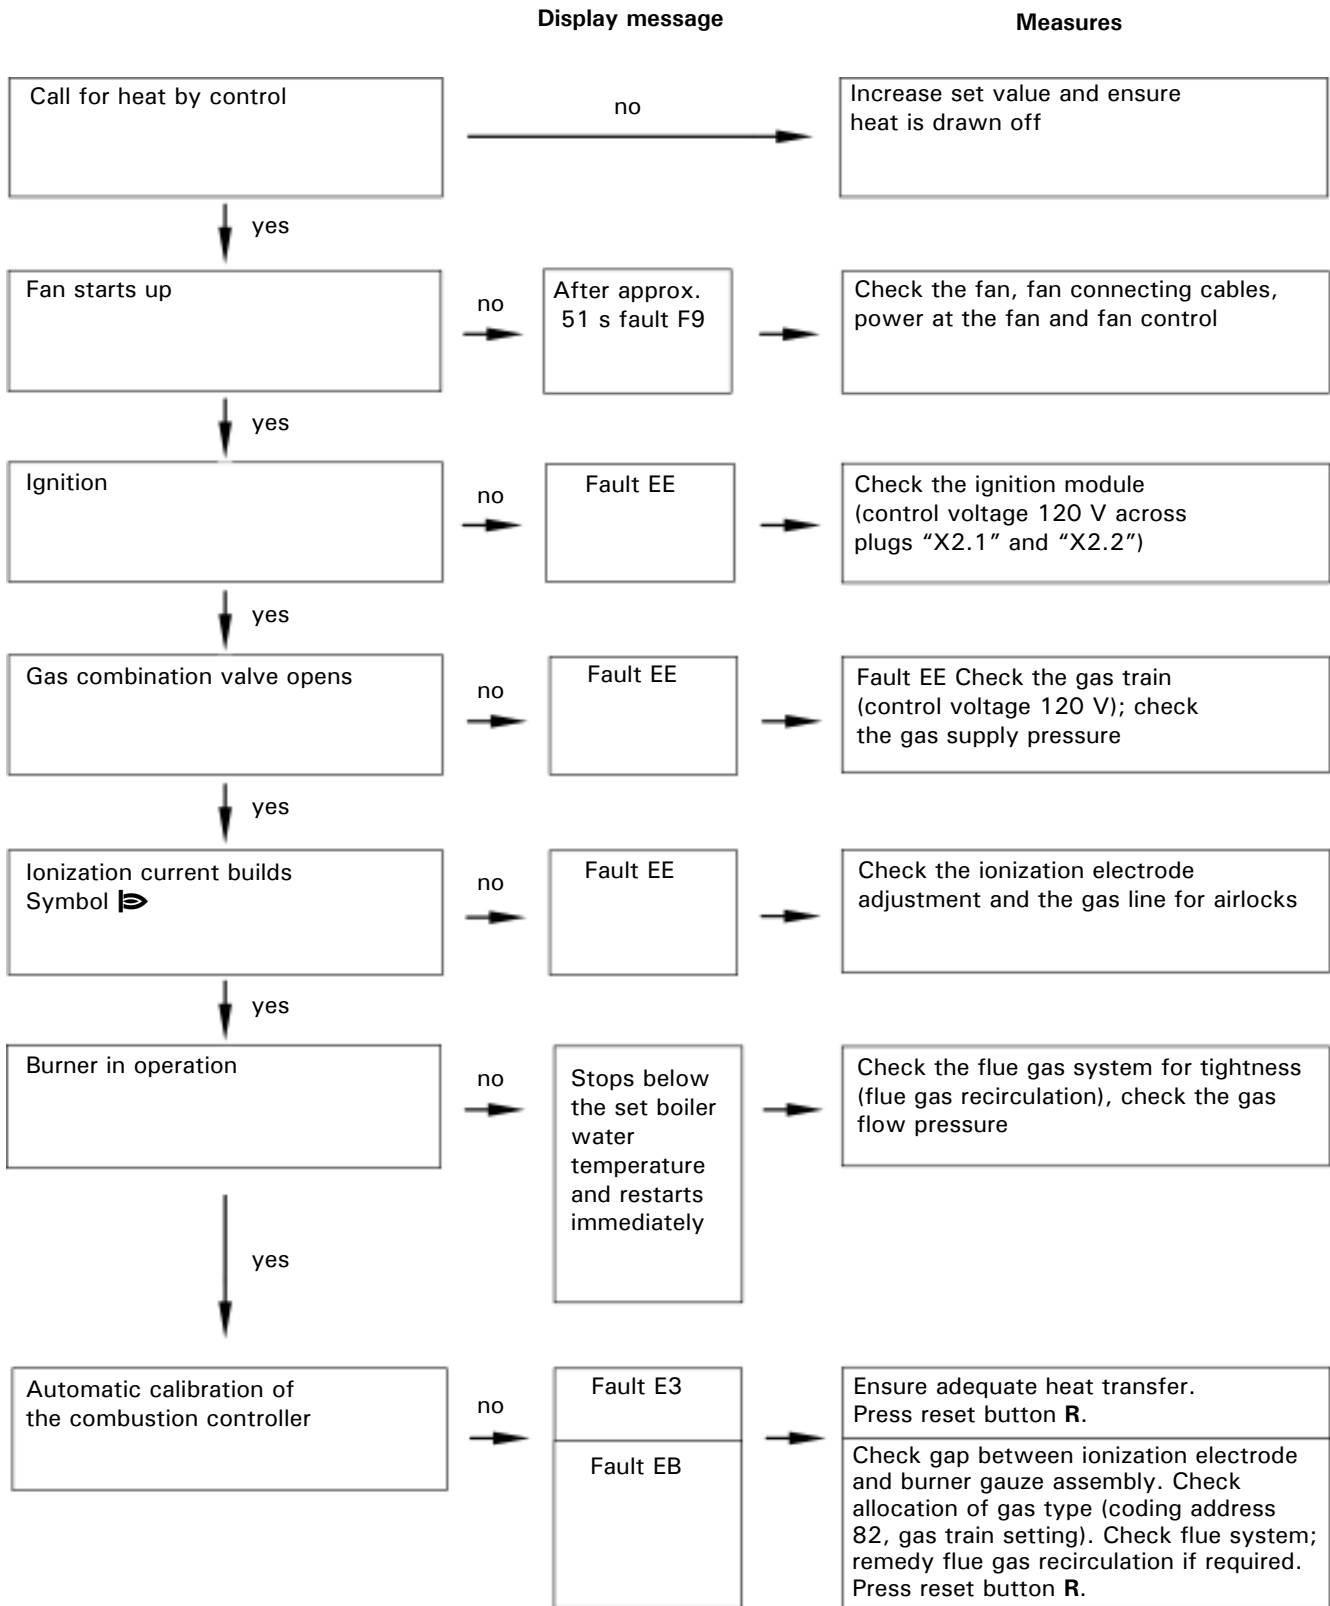 Display message
Measures
Call for heat by control
no
Increase set value and ensure
heat is drawn off
yes
Fan starts up
no
After approx.
51 s fault F9
Check the fan, fan connecting cables,
power at the fan and fan control
yes
Ignition
no
Fault EE
Check the ignition module
(control voltage 120 V across
plugs “X2.1” and “X2.2”)
yes
Gas combination valve opens
no
Fault EE
Fault EE Check the gas train
(control voltage 120 V); check
the gas supply pressure
yes
Ionization current builds
Symbol
no
Fault EE
Check the ionization electrode
adjustment and the gas line for airlocks
yes
Burner in operation
no
Stops below
the set boiler
water
temperature
and restarts
immediately
Check the flue gas system for tightness
(flue gas recirculation), check the gas
flow pressure
yes
Automatic calibration of
the combustion controller
no
Fault E3
Ensure adequate heat transfer.
Press reset button R.
Fault EB
Check gap between ionization electrode
and burner gauze assembly. Check
allocation of gas type (coding address
82, gas train setting). Check flue system;
remedy flue gas recirculation if required.
Press reset button R.